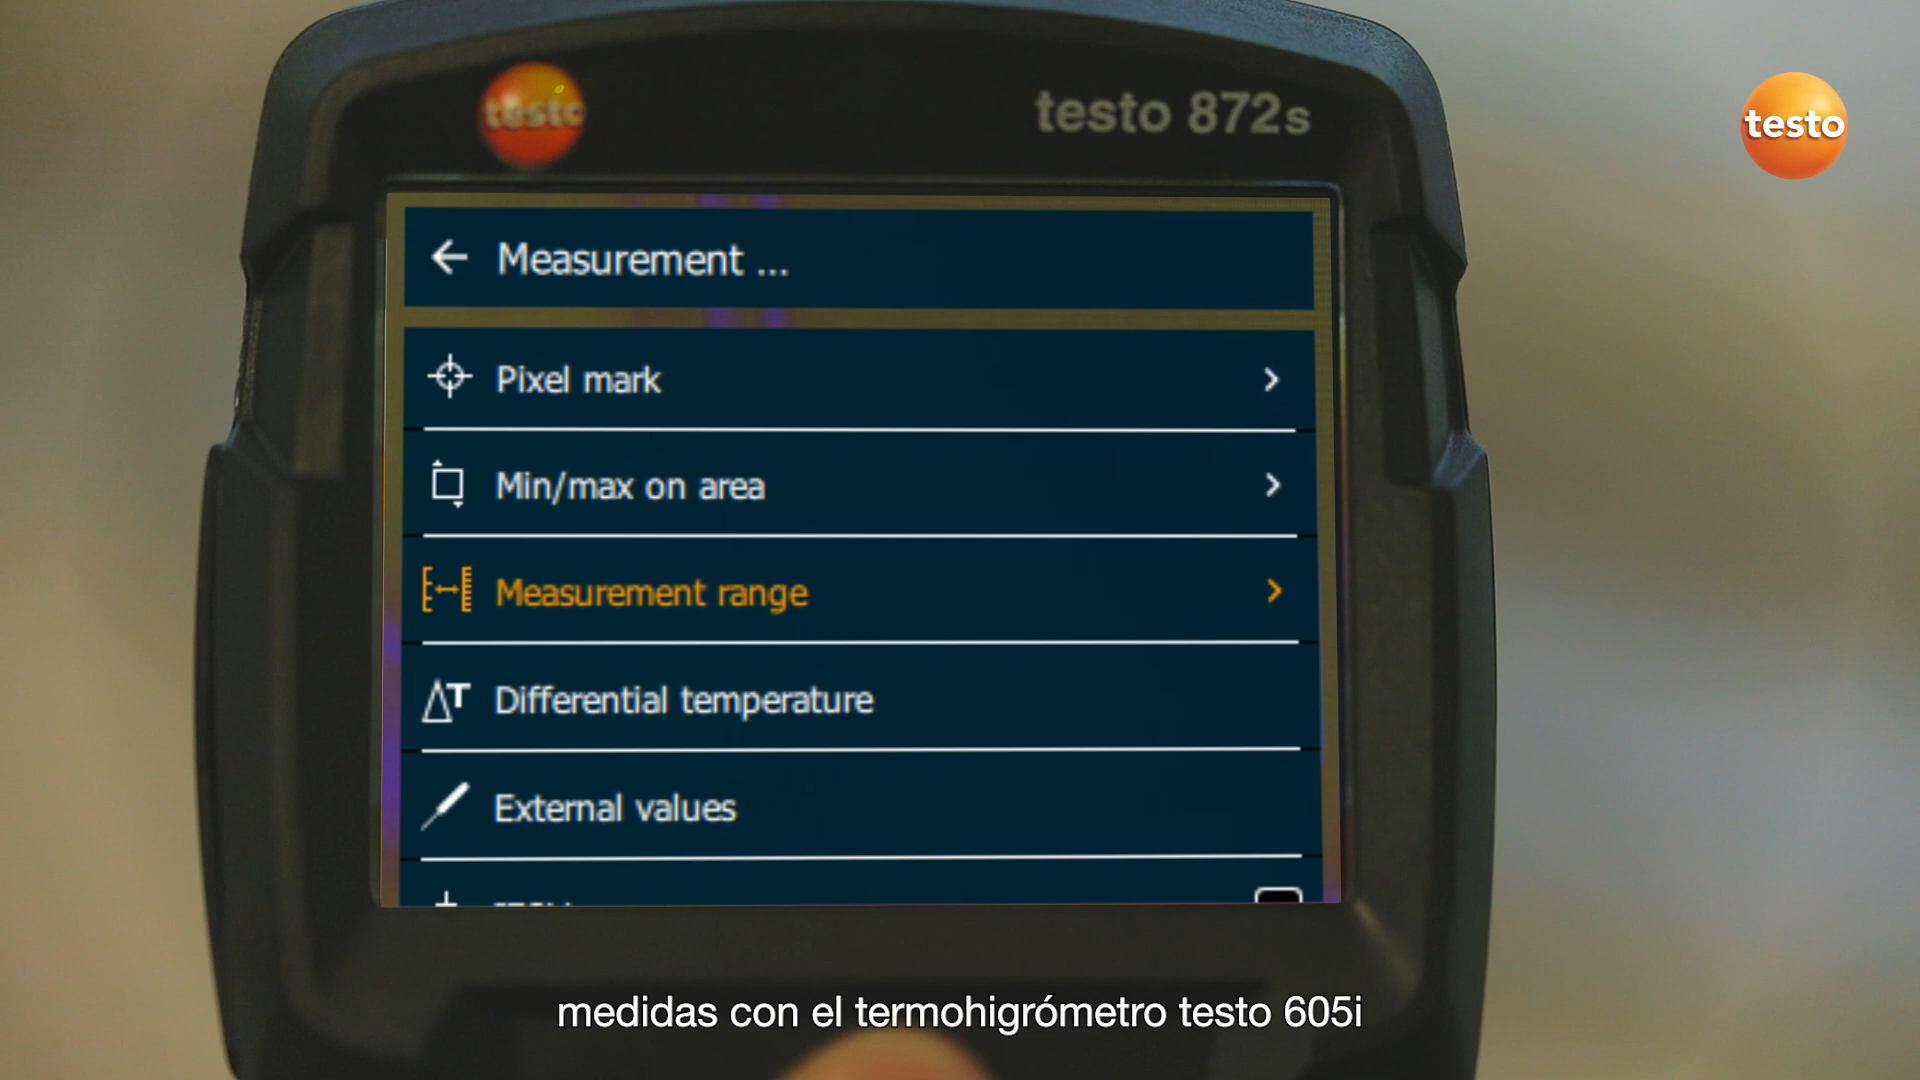 testo
testo 872s
testo
Measurement ...
Pixel mark
Min/max on area
Measurement range
ΔT Differential temperature
External values
medidas con el termohigrómetro testo 605i